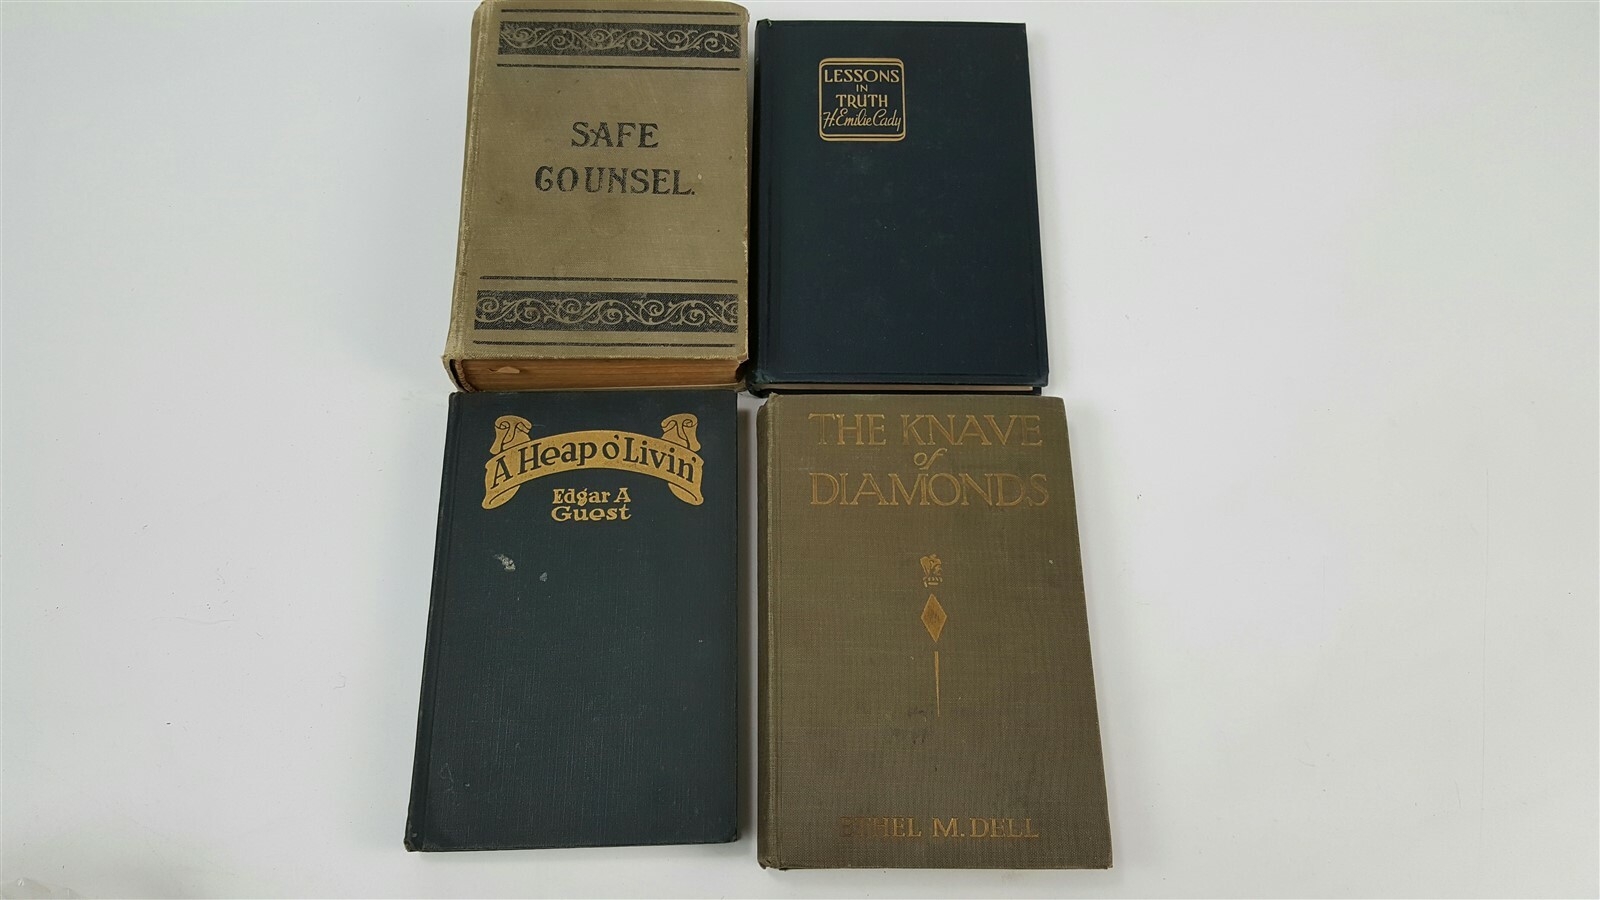 SAFE
COUNSEL.
LESSONS
IN
TRUTH
H. Emilie Cady
A Heap o' Livin'
Edgar A
Guest
THE KNAVE
of
DIAMONDS
ETHEL M. DELL